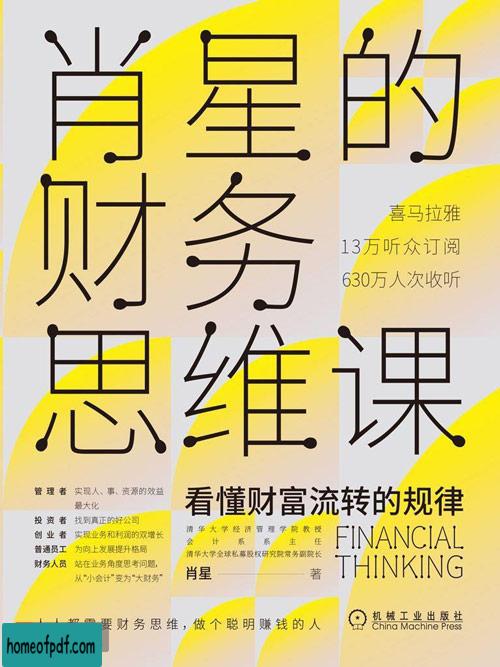 肖星的
财务
思维课
喜马拉雅
13万听众订阅
630万人次收听
看懂财富流转的规律
FINANCIAL
THINKING
管理者 实现人、事、资源的效益
最大化
投资者 找到真正的好公司
创业者 实现业务和利润的双增长
普通员工 为向上发展提升格局
财务人员 站在业务角度思考问题,
从“小会计”变为“大财务”
清华大学经济管理学院教授
会计系系主任
清华大学全球私募股权研究院常务副院长
肖星 著
人人都需要财务思维,做个聪明赚钱的人
机械工业出版社
China Machine Press
homeofpdf.com